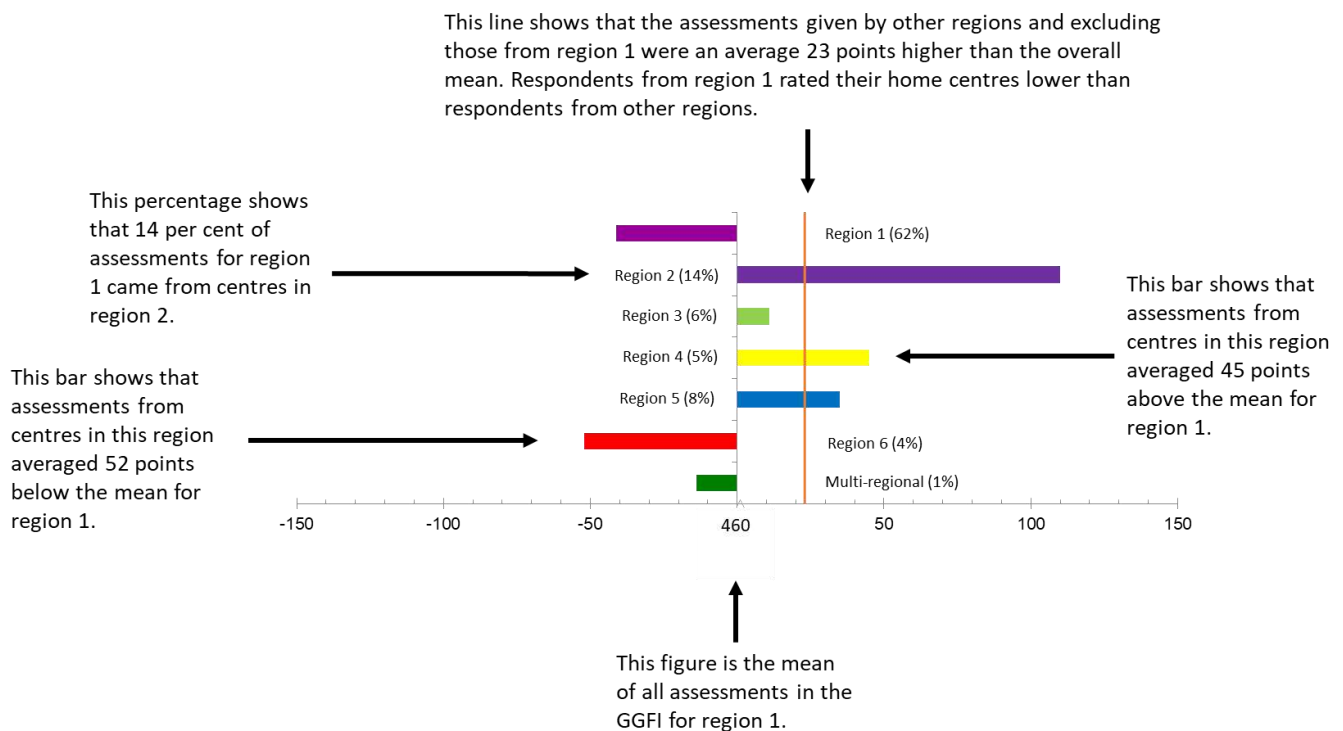 This line shows that the assessments given by other regions and excluding
those from region 1 were an average 23 points higher than the overall
mean. Respondents from region 1 rated their home centres lower than
respondents from other regions.
This percentage shows
that 14 per cent of
assessments for region
1 came from centres in
region 2.
This bar shows that
assessments from
centres in this region
averaged 52 points
below the mean for
region 1.
Region 1 (62%)
Region 2 (14%)
Region 3 (6%)
Region 4 (5%)
Region 5 (8%)
Region 6 (4%)
Multi-regional (1%)
This bar shows that
assessments from
centres in this region
averaged 45 points
above the mean for
region 1.
-150 -100 -50 460 50 100 150
This figure is the mean
of all assessments in the
GGFI for region 1.